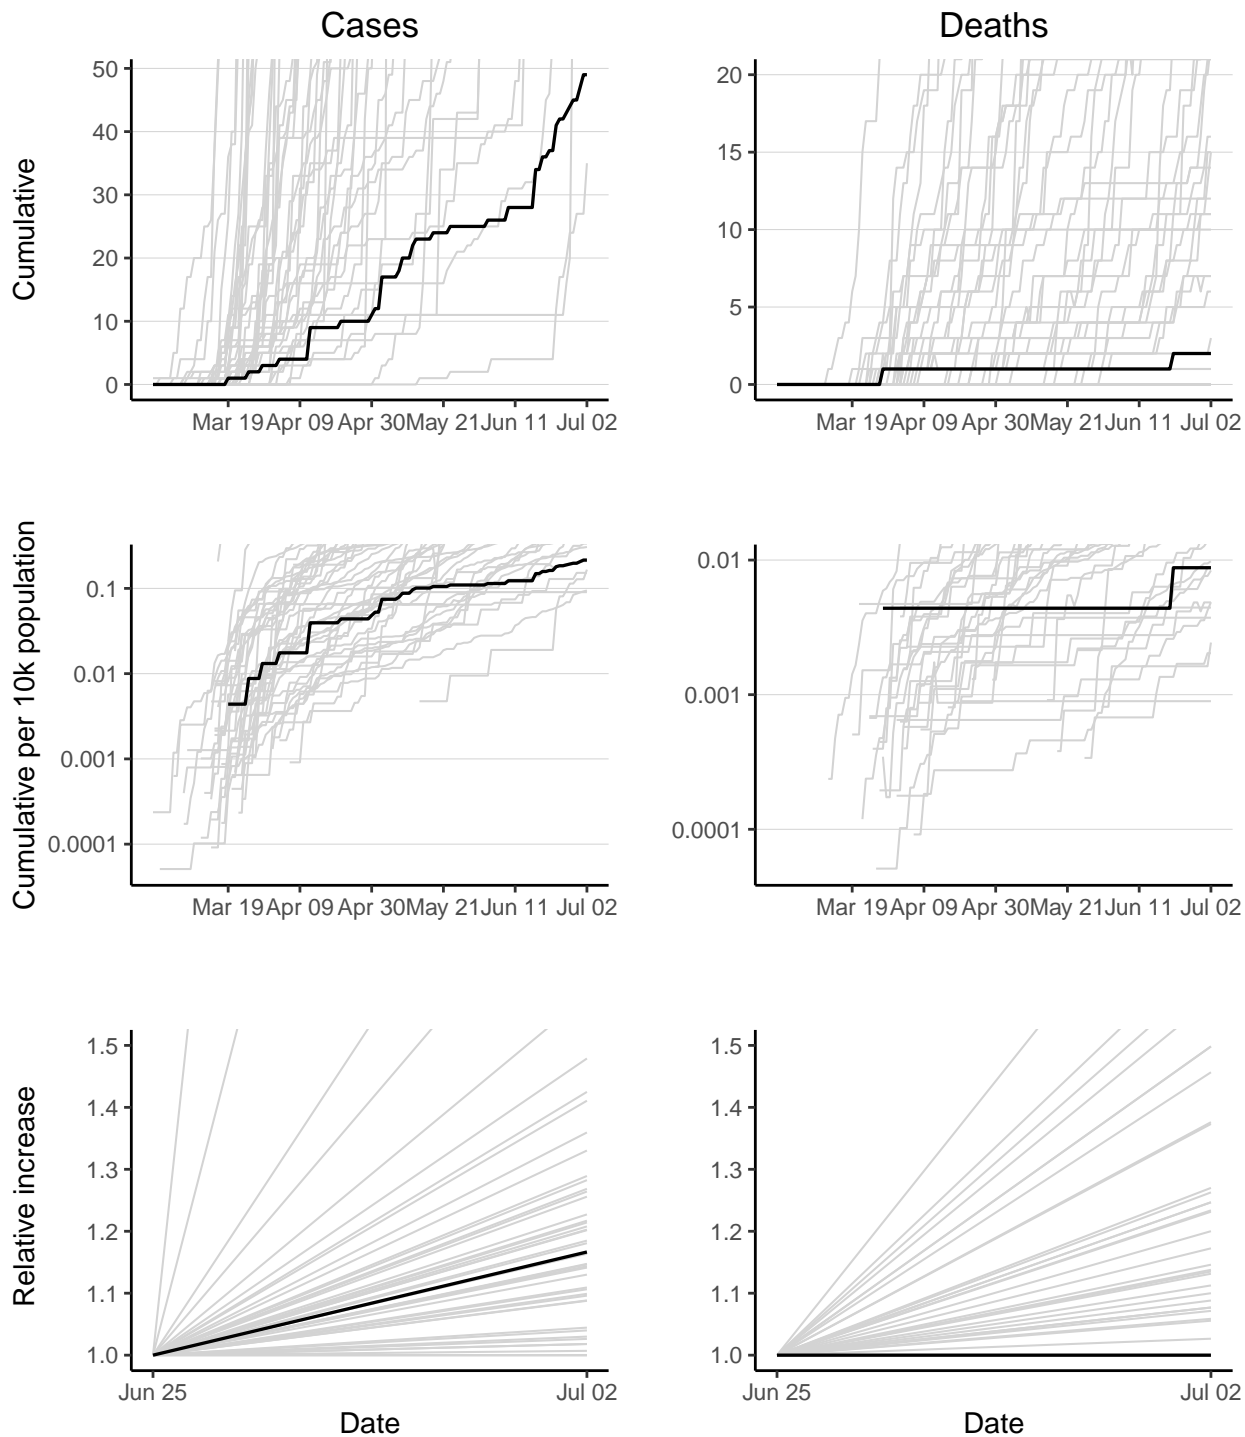 Cases Deaths
Cumulative
50
40
30
20
10
0
Mar 19 Apr 09 Apr 30 May 21 Jun 11 Jul 02
20
15
10
5
0
Mar 19 Apr 09 Apr 30 May 21 Jun 11 Jul 02
Cumulative per 10k population
0.1
0.01
0.001
0.0001
Mar 19 Apr 09 Apr 30 May 21 Jun 11 Jul 02
0.01
0.001
0.0001
Mar 19 Apr 09 Apr 30 May 21 Jun 11 Jul 02
Relative increase
1.5
1.4
1.3
1.2
1.1
1.0
Jun 25 Jul 02
Date
1.5
1.4
1.3
1.2
1.1
1.0
Jun 25 Jul 02
Date